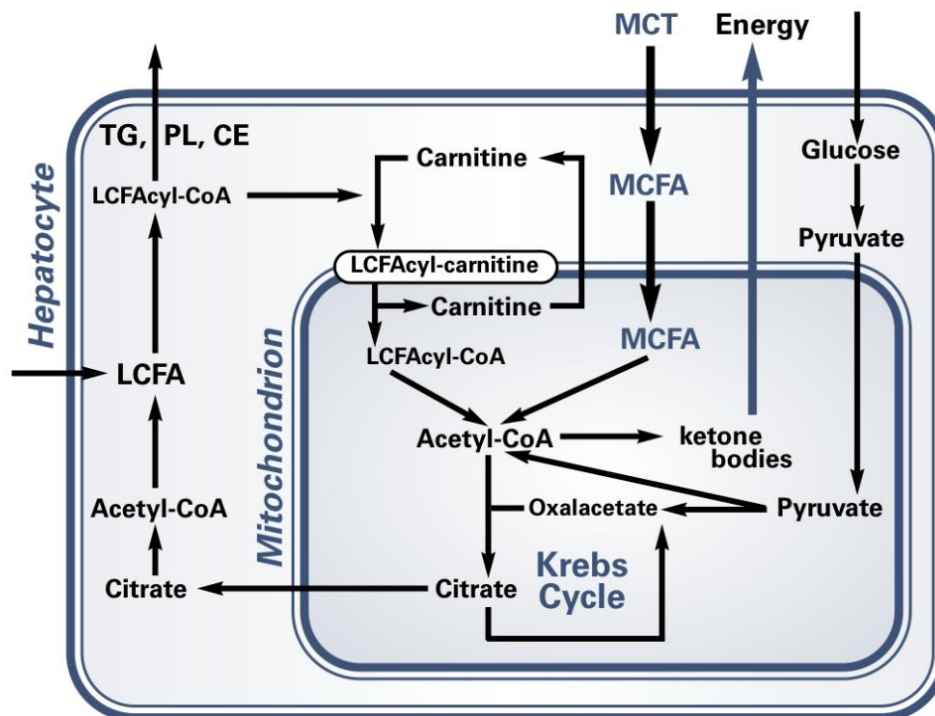 MCT
Energy
TG, PL, CE
Carnitine
Glucose
LCFAcyl-CoA
MCFA
Pyruvate
Hepatocyte
LCFAcyl-carnitine
Carnitine
MCFA
LCFAcyl-CoA
LCFA
Mitochondrion
Acetyl-CoA
ketone
bodies
Acetyl-CoA
Oxalacetate
Pyruvate
Krebs
Cycle
Citrate
Citrate